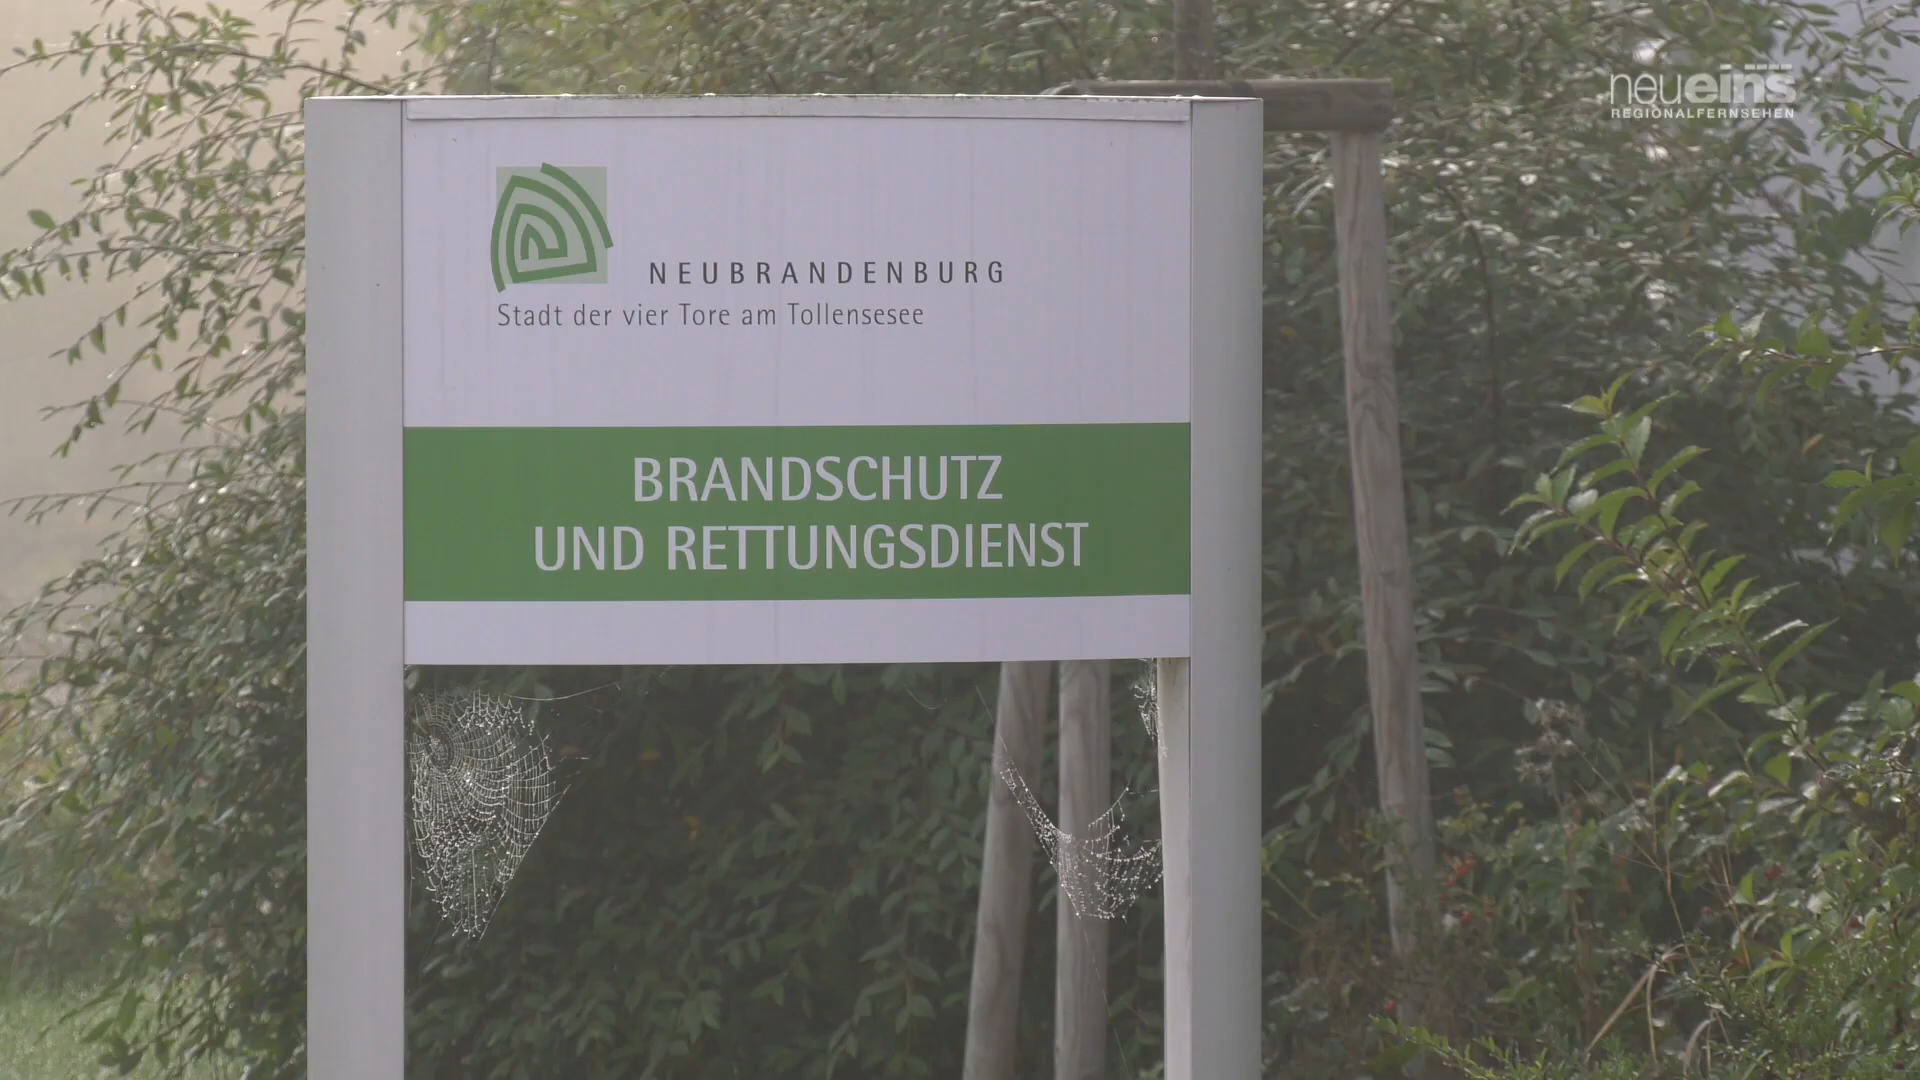 neueins
REGIONALFERNSEHEN
NEUBRANDENBURG
Stadt der vier Tore am Tollensesee
BRANDSCHUTZ
UND RETTUNGSDIENST